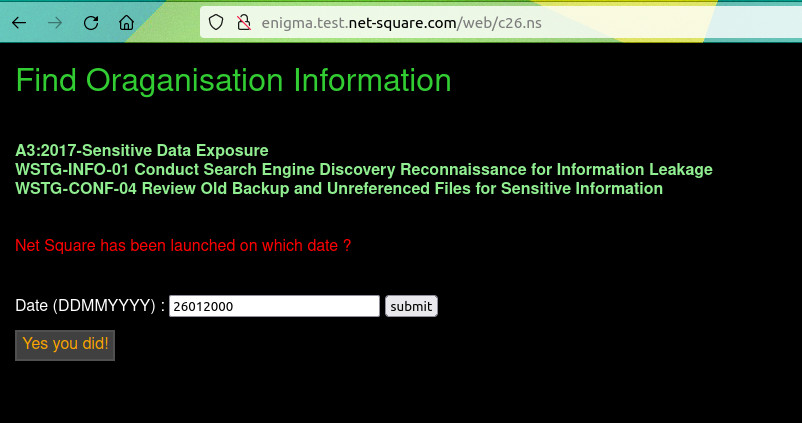 enigma.test.net-square.com/web/c26.ns
Find Oraganisation Information
A3:2017-Sensitive Data Exposure
WSTG-INFO-01 Conduct Search Engine Discovery Reconnaissance for Information Leakage
WSTG-CONF-04 Review Old Backup and Unreferenced Files for Sensitive Information
Net Square has been launched on which date ?
Date (DDMMYYYY) : 26012000 submit
Yes you did!